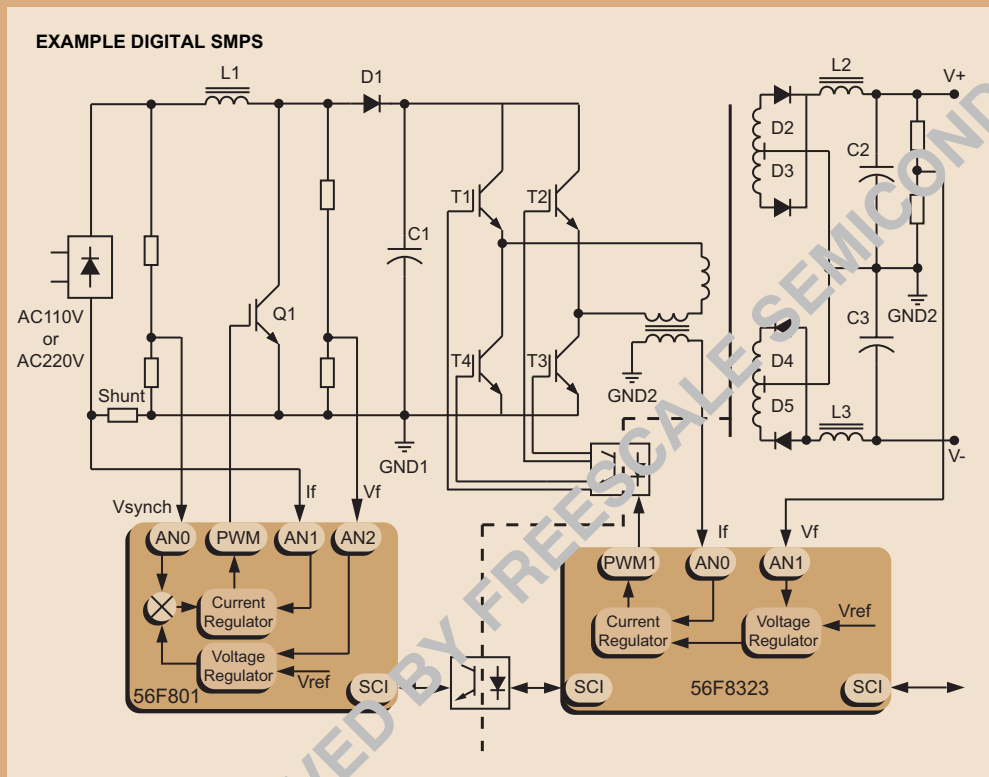 EXAMPLE DIGITAL SMPS
L1
D1
L2
V+
D2
D3
C2
T1
T2
C1
AC110V
or
AC220V
Q1
GND2
C3
T4
T3
D4
D5
GND2
Shunt
GND1
L3
V-
Vsynch
If
Vf
If
Vf
AN0
PWM
AN1
AN2
PWM1
AN0
AN1
Current
Regulator
Voltage
Regulator
Vref
56F801
SCI
Current
Regulator
Voltage
Regulator
Vref
SCI
56F8323
SCI
VED BY FREESCALE SEMICOND